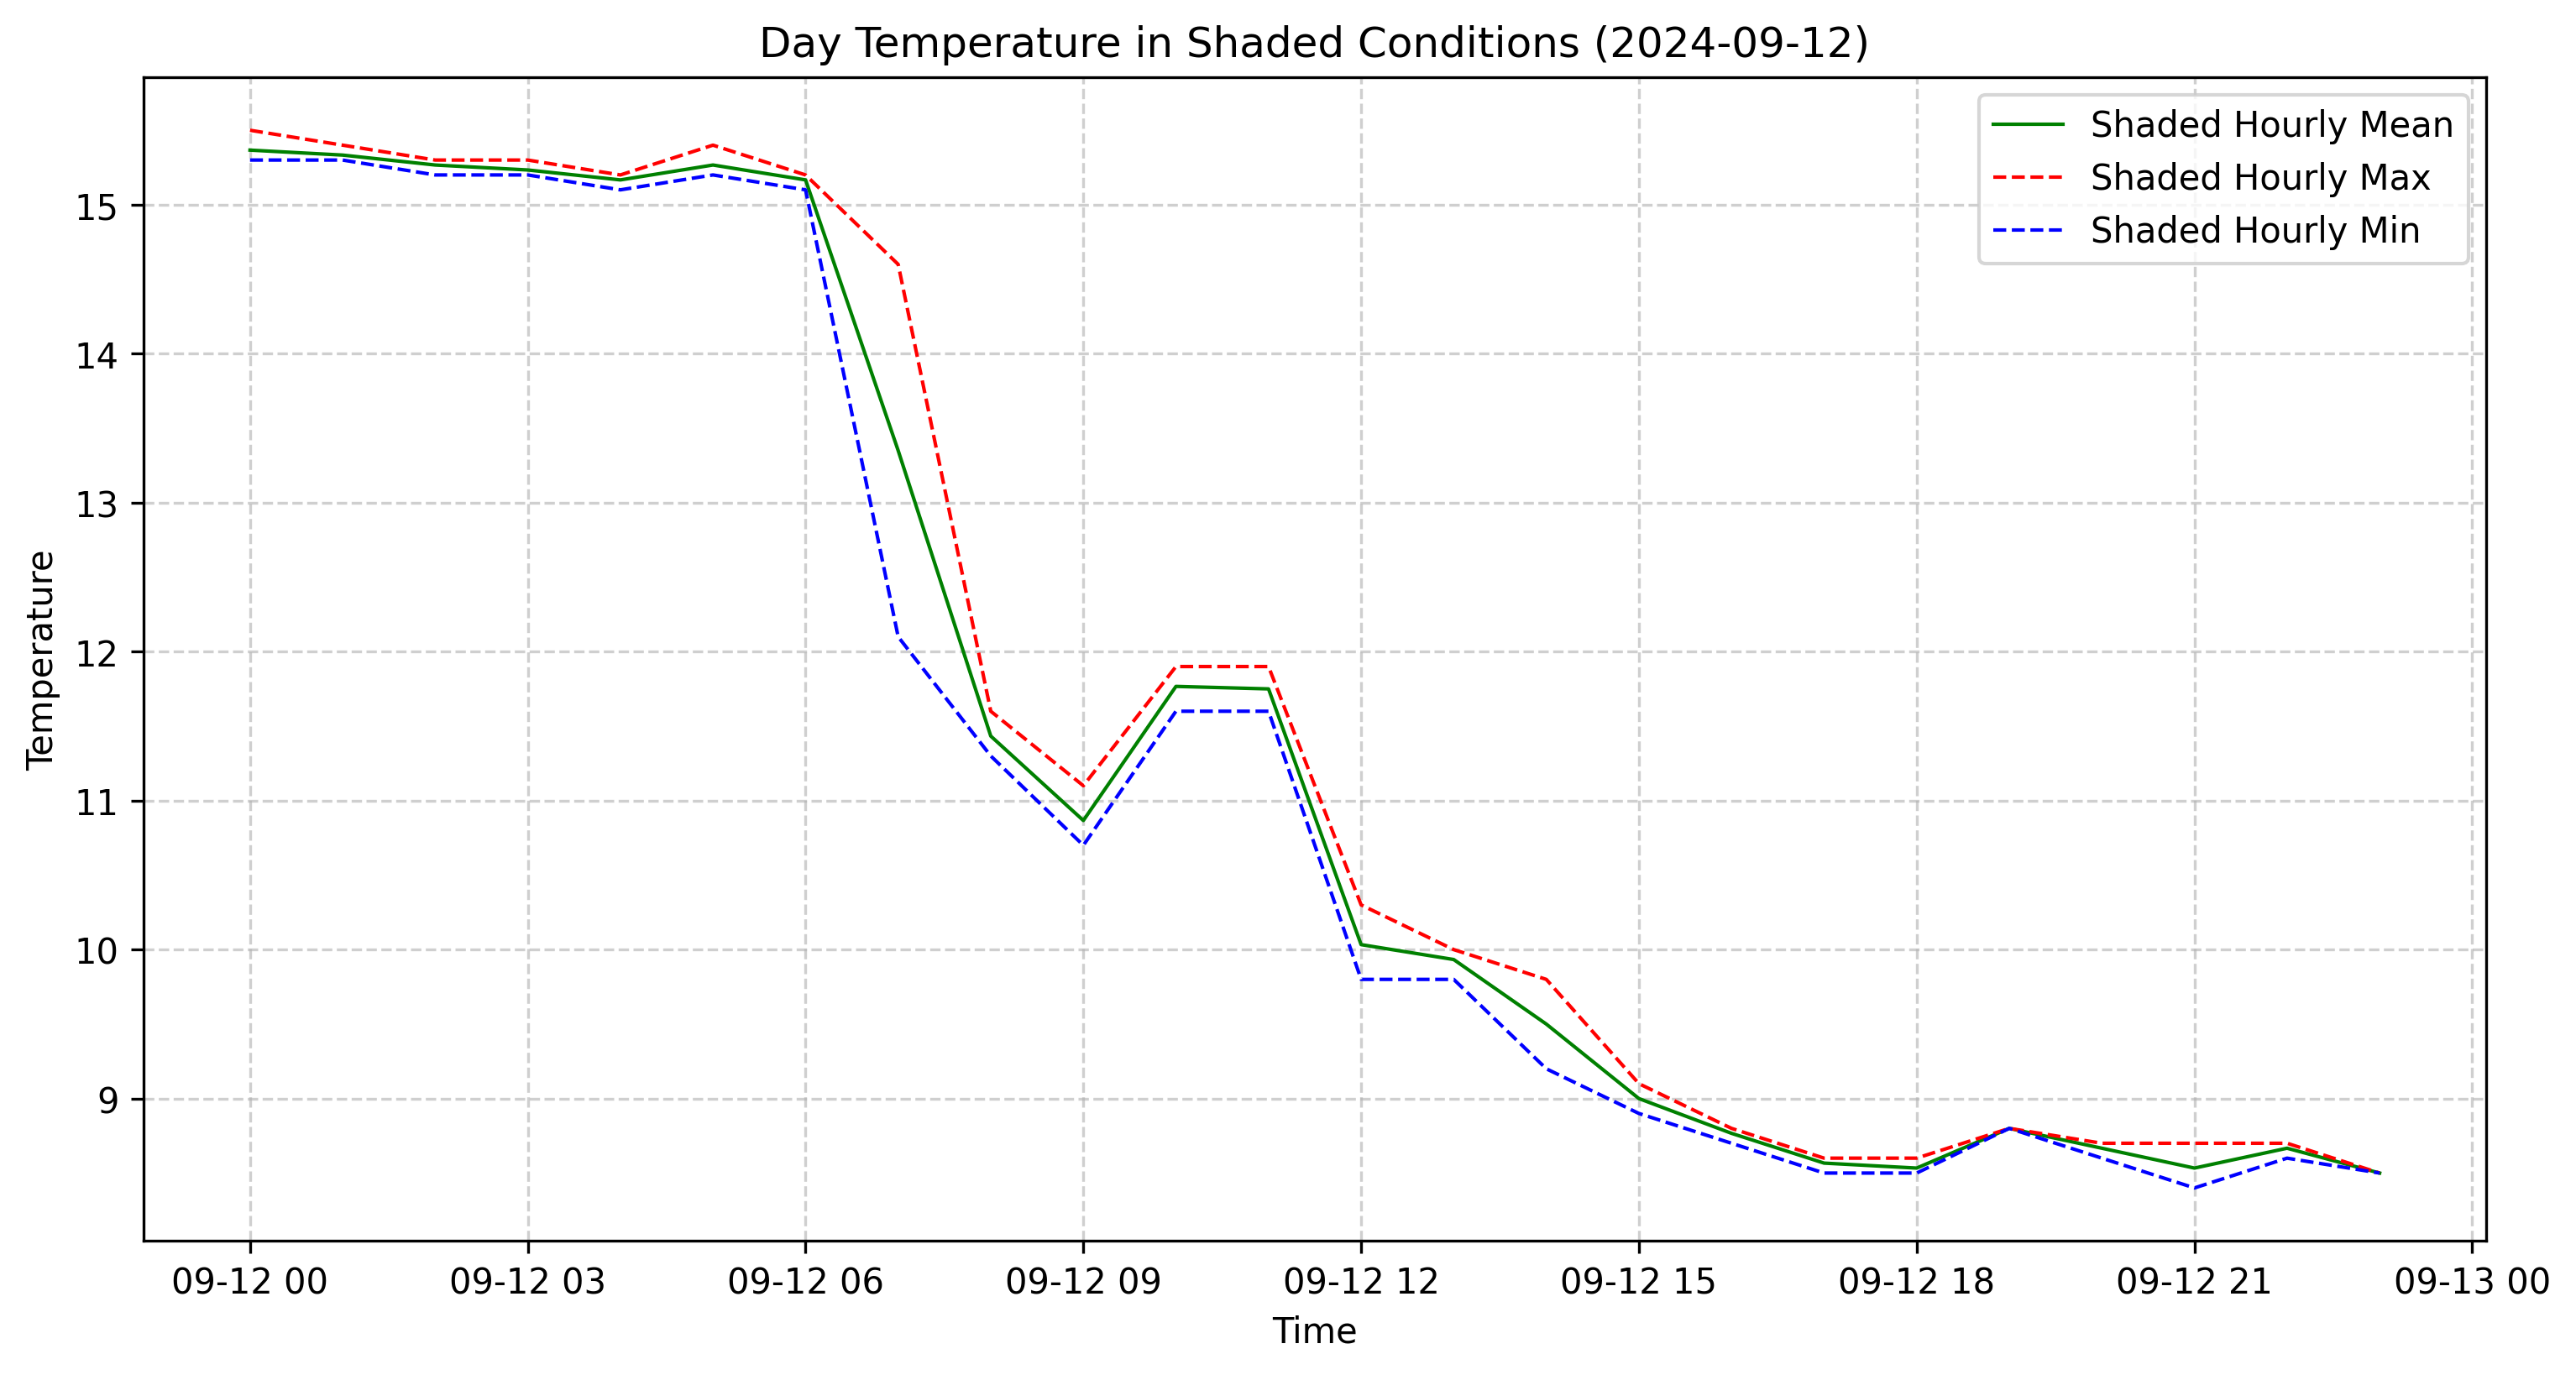 Day Temperature in Shaded Conditions (2024-09-12)
Shaded Hourly Mean
Shaded Hourly Max
Shaded Hourly Min
Temperature
15
14
13
12
11
10
9
09-12 00 09-12 03 09-12 06 09-12 09 09-12 12 09-12 15 09-12 18 09-12 21 09-13 00
Time